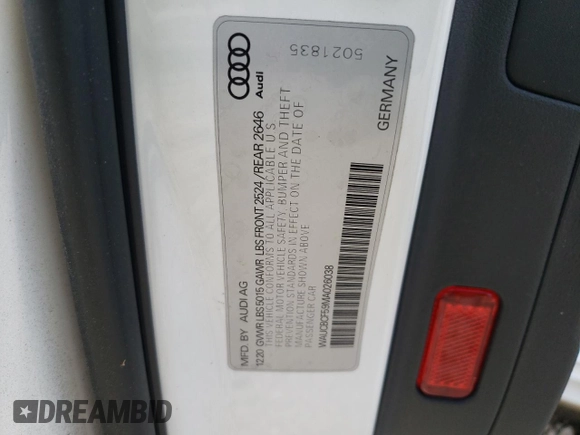 MFD. BY AUDI AG
12.20 GVWR LBS 5015 GAWR LBS FRONT 2524 / REAR 2646
THIS VEHICLE CONFORMS TO ALL APPLICABLE U S
FEDERAL MOTOR VEHICLE SAFETY, BUMPER AND THEFT
PREVENTION STANDARDS IN EFFECT ON THE DATE OF
MANUFACTURE SHOWN ABOVE
PASSENGER CAR
WAUCBCF59MA026038
Audi
5021835
GERMANY
DREAMBID